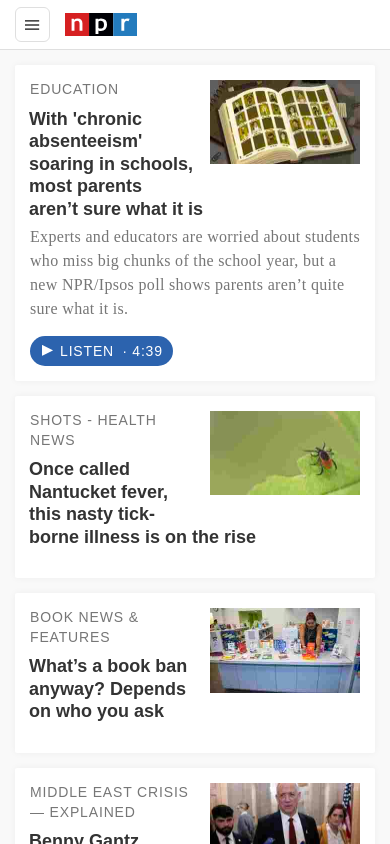 npr
EDUCATION
With 'chronic
absenteeism'
soaring in schools,
most parents
aren’t sure what it is
Experts and educators are worried about students
who miss big chunks of the school year, but a
new NPR/Ipsos poll shows parents aren’t quite
sure what it is.
LISTEN · 4:39
SHOTS - HEALTH
NEWS
Once called
Nantucket fever,
this nasty tick-
borne illness is on the rise
BOOK NEWS &
FEATURES
What’s a book ban
anyway? Depends
on who you ask
MIDDLE EAST CRISIS
— EXPLAINED
Benny Gantz